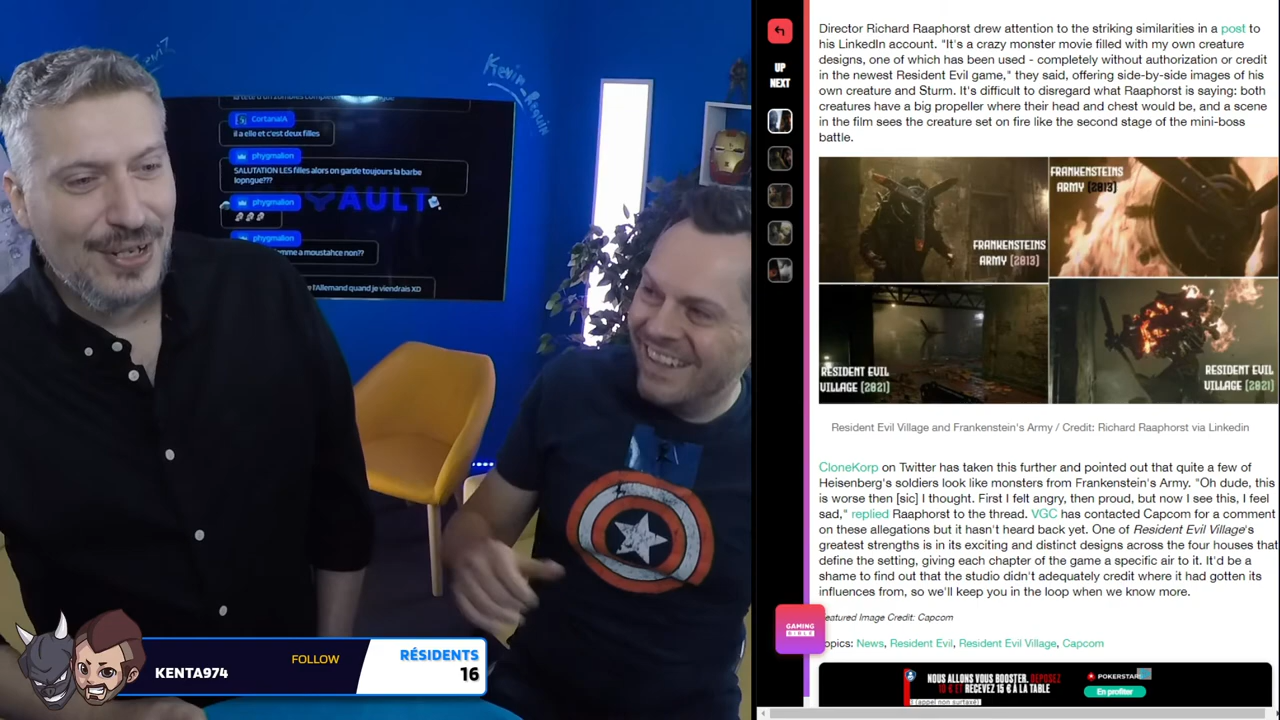 Kevin_Requin
CortanaIA
il a elle et c'est deux filles
phygmalion
SALUTATION LES filles alors on garde toujours la barbe
lopngue???
phygmalion
AULT
phygmalion
mme a moustahce non??
e l'Allemand quand je viendrais XD
KENTA974
FOLLOW
RÉSIDENTS
16
UP
NEXT
Director Richard Raaphorst drew attention to the striking similarities in a post to
his LinkedIn account. "It's a crazy monster movie filled with my own creature
designs, one of which has been used - completely without authorization or credit
in the newest Resident Evil game," they said, offering side-by-side images of his
own creature and Sturm. It's difficult to disregard what Raaphorst is saying: both
creatures have a big propeller where their head and chest would be, and a scene
in the film sees the creature set on fire like the second stage of the mini-boss
battle.
FRANKENSTEINS
ARMY (2013)
FRANKENSTEINS
ARMY (2013)
RESIDENT EVIL
VILLAGE (2021)
RESIDENT EVIL
VILLAGE (2021)
Resident Evil Village and Frankenstein's Army / Credit: Richard Raaphorst via Linkedin
CloneKorp on Twitter has taken this further and pointed out that quite a few of
Heisenberg's soldiers look like monsters from Frankenstein's Army. "Oh dude, this
is worse then [sic] I thought. First I felt angry, then proud, but now I see this, I feel
sad," replied Raaphorst to the thread. VGC has contacted Capcom for a comment
on these allegations but it hasn't heard back yet. One of Resident Evil Village's
greatest strengths is in its exciting and distinct designs across the four houses that
define the setting, giving each chapter of the game a specific air to it. It'd be a
shame to find out that the studio didn't adequately credit where it had gotten its
influences from, so we'll keep you in the loop when we know more.
eatured Image Credit: Capcom
GAMING
BIBLE
opics: News, Resident Evil, Resident Evil Village, Capcom
NOUS ALLONS VOUS BOOSTER. DÉPOSEZ
10 € ET RECEVEZ 15 € À LA TABLE
(appel non surtaxé)
POKERSTARS
En profiter